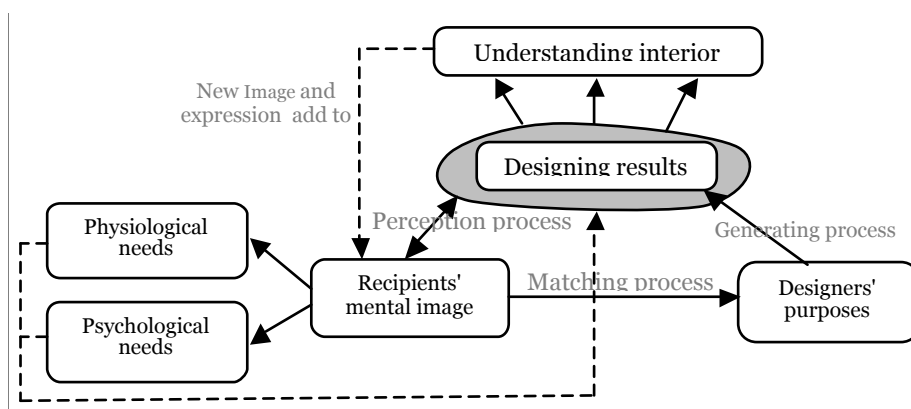 Understanding interior
New Image and
expression add to
Designing results
Physiological
needs
Perception process
Generating process
Recipients'
mental image
Matching process
Designers'
purposes
Psychological
needs